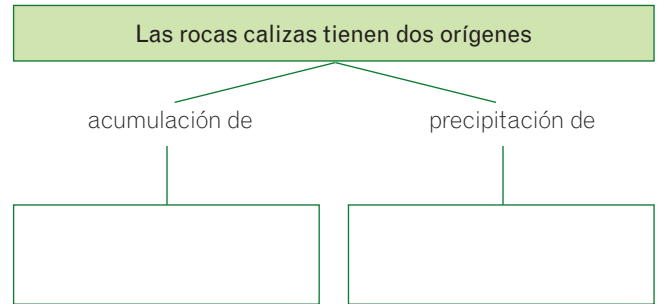 Las rocas calizas tienen dos orígenes
acumulación de
precipitación de